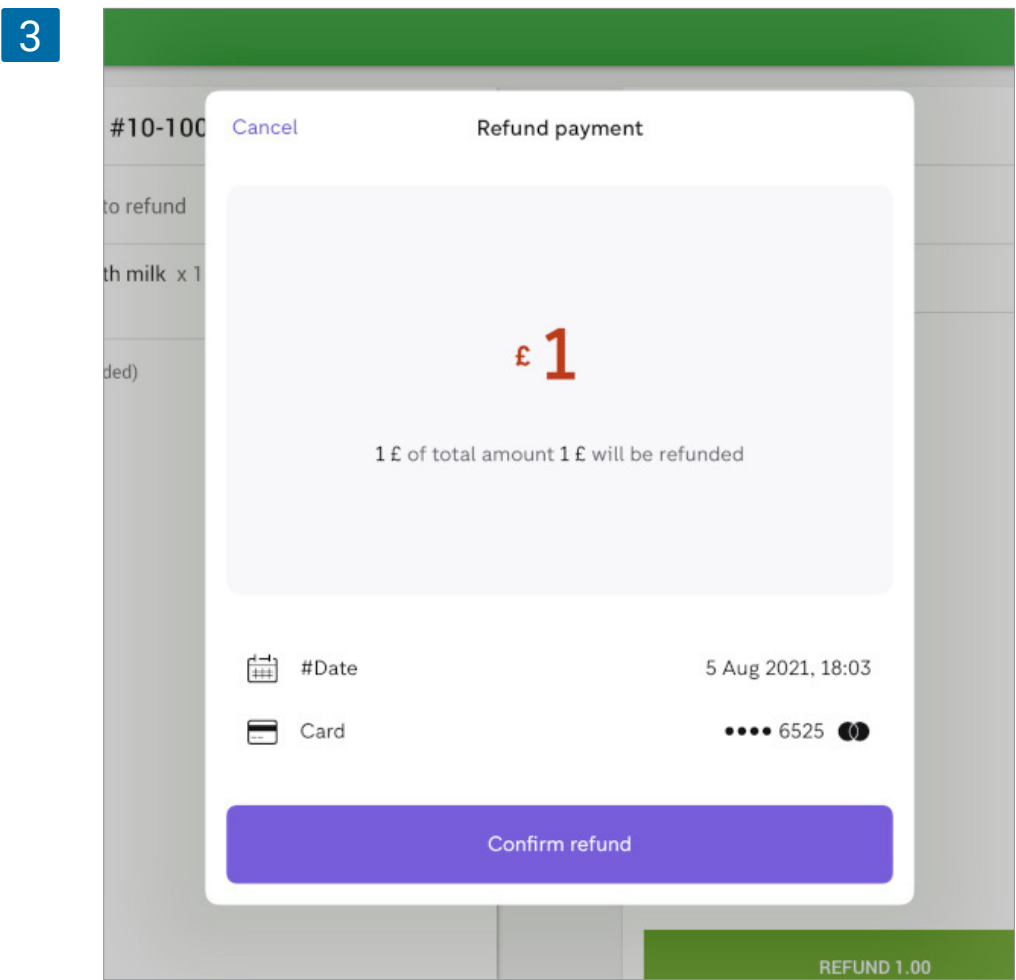 3
#10-100
Cancel
Refund payment
to refund
th milk x 1
£ 1
ded)
1 £ of total amount 1 £ will be refunded
#Date
5 Aug 2021, 18:03
Card
•••• 6525
Confirm refund
REFUND 1.00